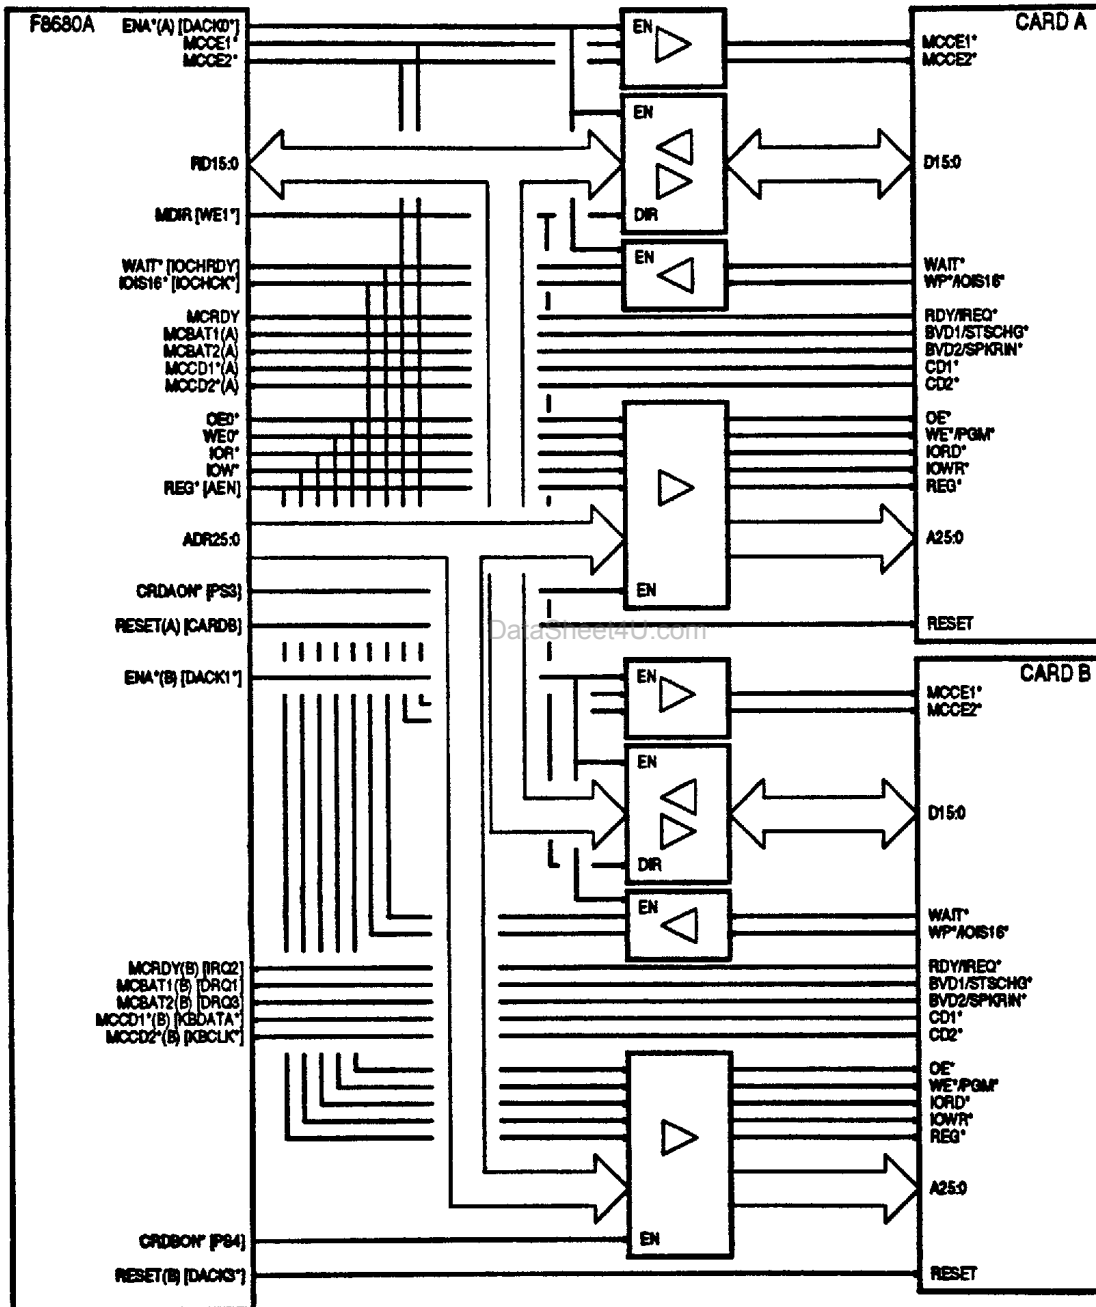 F8680A
ENA*(A) [DACK0*]
MCCE1*
MCCE2*
RD15:0
MDIR [WE1*]
WAIT* [IOCHRDY]
IOIS16* [IOCHCK*]
MCRDY
MCBAT1(A)
MCBAT2(A)
MCCD1*(A)
MCCD2*(A)
OE0*
WE0*
IOR*
IOW*
REG* [AEN]
ADR25:0
CRDAON* [PS3]
RESET(A) [CARDB]
ENA*(B) [DACK1*]
MCRDY(B) [IRQ2]
MCBAT1(B) [DRQ1]
MCBAT2(B) [DRQ3]
MCCD1*(B) [KBDATA*]
MCCD2*(B) [KBCLK*]
CRDBON* [PS4]
RESET(B) [DACK3*]
EN
EN
DIR
EN
EN
DataSheet4U.com
EN
EN
DIR
EN
EN
CARD A
MCCE1*
MCCE2*
D15:0
WAIT*
WP*/IOIS16*
RDY/IREQ*
BVD1/STSCHG*
BVD2/SPKRIN*
CD1*
CD2*
OE*
WE*/PGM*
IORD*
IOWR*
REG*
A25:0
RESET
CARD B
MCCE1*
MCCE2*
D15:0
WAIT*
WP*/IOIS16*
RDY/IREQ*
BVD1/STSCHG*
BVD2/SPKRIN*
CD1*
CD2*
OE*
WE*/PGM*
IORD*
IOWR*
REG*
A25:0
RESET